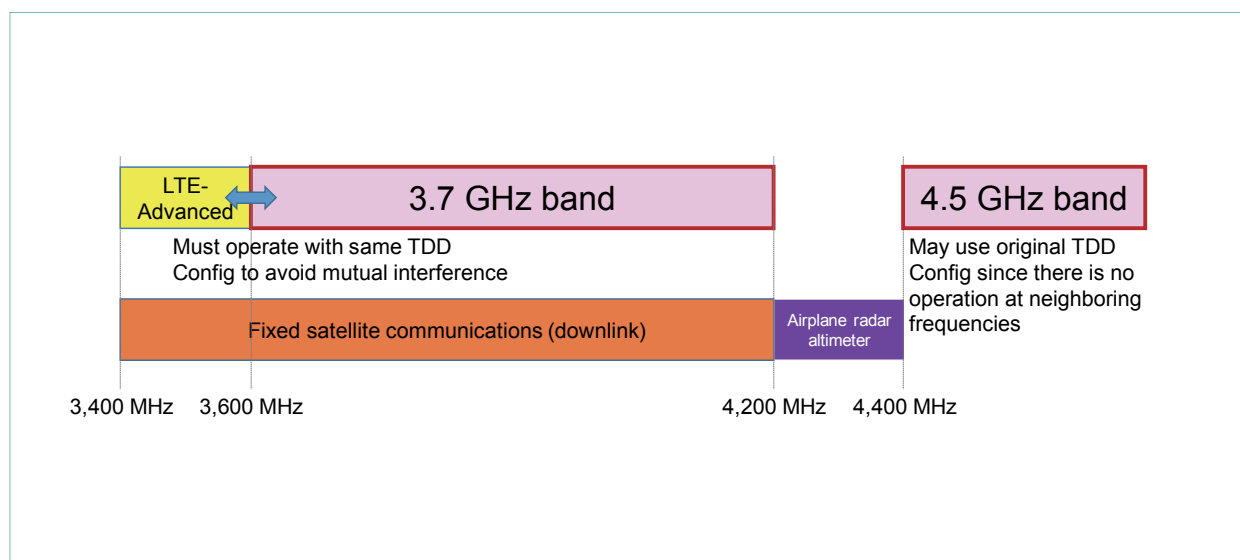 LTE-
Advanced
3.7 GHz band
4.5 GHz band
Must operate with same TDD
Config to avoid mutual interference
May use original TDD
Config since there is no
operation at neighboring
frequencies
Fixed satellite communications (downlink)
Airplane radar
altimeter
3,400 MHz
3,600 MHz
4,200 MHz
4,400 MHz